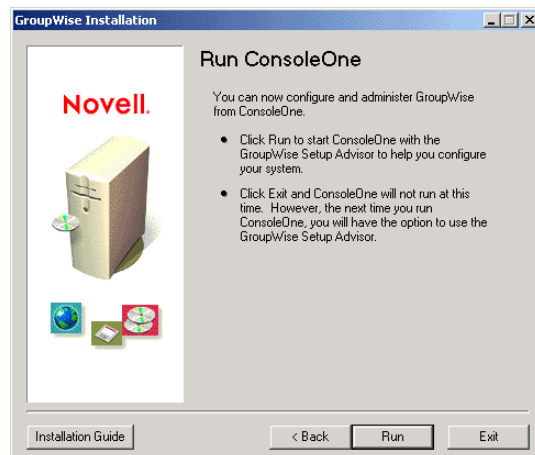 GroupWise Installation
Novell.
Run ConsoleOne
You can now configure and administer GroupWise
from ConsoleOne.
Click Run to start ConsoleOne with the
GroupWise Setup Advisor to help you configure
your system.
Click Exit and ConsoleOne will not run at this
time. However, the next time you run
ConsoleOne, you will have the option to use the
GroupWise Setup Advisor.
Installation Guide
< Back
Run
Exit